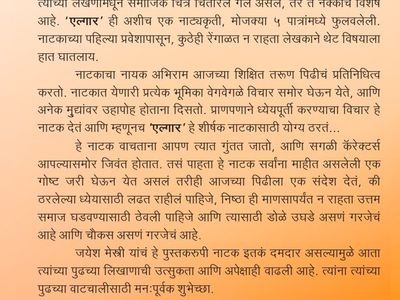 त्यांच्या लेखणीमधून समाजिक चित्र चितारलं गेलं असेल, तर ते नक्कीच विशेष
आहे. ‘एल्गार’ ही अशीच एक नाट्यकृती, मोजक्या ५ पात्रांमध्ये फुलवलेली.
नाटकाच्या पहिल्या प्रवेशापासून, कुठेही रेंगाळत न राहता लेखकाने थेट विषयाला
हात घातलाय.
नाटकाचा नायक अभिराम आजच्या शिक्षित तरूण पिढीचं प्रतिनिधित्व
करतो. नाटकात येणारी प्रत्येक भूमिका वेगवेगळे विचार समोर घेऊन येते, आणि
अनेक मुद्यांवर उहापोह होताना दिसतो. प्राणपणाने ध्येयपूर्ती करण्याचा विचार हे
नाटक देतं आणि म्हणूनच ‘एल्गार’ हे शीर्षक नाटकासाठी योग्य ठरतं...
हे नाटक वाचताना आपण त्यात गुंतत जातो, आणि सगळी कॅरेक्टर्स
आपल्यासमोर जिवंत होतात. तसं पाहता हे नाटक सर्वांना माहीत असलेली एक
गोष्ट जरी घेऊन येत असलं तरीही आजच्या पिढीला एक संदेश देतं, की
ठरलेल्या ध्येयासाठी लढत राहीलं पाहिजे, निष्ठा ही माणसापर्यंत न राहता उत्तम
समाज घडवण्यासाठी ठेवली पाहिजे आणि त्यासाठी डोळे उघडे असणं गरजेचं
आहे आणि चौकस असणं गरजेचं आहे.
जयेश मेस्त्री यांचं हे पुस्तकरुपी नाटक इतकं दमदार असल्यामुळे आता
त्यांच्या पुढच्या लिखाणाची उत्सुकता आणि अपेक्षाही वाढली आहे. त्यांना त्यांच्या
पुढच्या वाटचालीसाठी मनःपूर्वक शुभेच्छा.